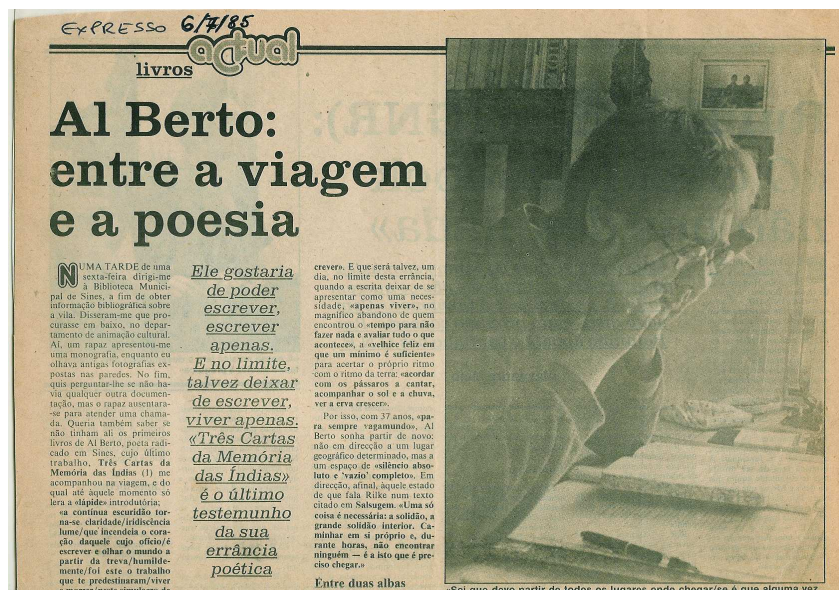 EXPRESSO 6/7/85
actual
livros
Al Berto:
entre a viagem
e a poesia
NUMA TARDE de uma
sexta-feira dirigi-me
à Biblioteca Munici-
pal de Sines, a fim de obter
informação bibliográfica sobre
a vila. Disseram-me que pro-
curasse em baixo, no depar-
tamento de animação cultural.
Aí, um rapaz apresentou-me
uma monografia, enquanto eu
olhava antigas fotografias ex-
postas nas paredes. No fim,
quis perguntar-lhe se não ha-
via qualquer outra documen-
tação, mas o rapaz ausentara-
-se para atender uma chama-
da. Queria também saber se
não tinham ali os primeiros
livros de Al Berto, poeta radi-
cado em Sines, cujo último
trabalho, Três Cartas da
Memória das Índias (1) me
acompanhou na viagem, e do
qual até àquele momento só
lera a «lápide» introdutória;
«a contínua escuridão tor-
na-se claridade/iridiscência
lume/que incendeia o cora-
ção daquele cujo ofício/é
escrever e olhar o mundo a
partir da treva/humilde-
mente/foi este o trabalho
que te predestinaram/viver
Ele gostaria
de poder
escrever,
escrever
apenas.
E no limite,
talvez deixar
de escrever,
viver apenas.
«Três Cartas
da Memória
das Índias»
é o último
testemunho
da sua
errância
poética
crever». E que será talvez, um
dia, no limite desta errância,
quando a escrita deixar de se
apresentar como uma neces-
sidade, «apenas viver», no
magnífico abandono de quem
encontrou o «tempo para não
fazer nada e avaliar tudo o que
acontece», a «velhice feliz em
que um mínimo é suficiente»
para acertar o próprio ritmo
com o ritmo da terra: «acordar
com os pássaros a cantar,
acompanhar o sol e a chuva,
ver a erva crescer».
Por isso, com 37 anos, «pa-
ra sempre vagamundo», Al
Berto sonha partir de novo:
não em direcção a um lugar
geográfico determinado, mas a
um espaço de «silêncio abso-
luto e 'vazio' completo». Em
direcção, afinal, àquele estado
de que fala Rilke num texto
citado em Salsugem. «Uma só
coisa é necessária: a solidão, a
grande solidão interior. Ca-
minhar em si próprio e, du-
rante horas, não encontrar
ninguém — é a isto que é pre-
ciso chegar.»
Entre duas albas
«Sei que devo partir de todos os lugares onde chegar/se é que alguma vez